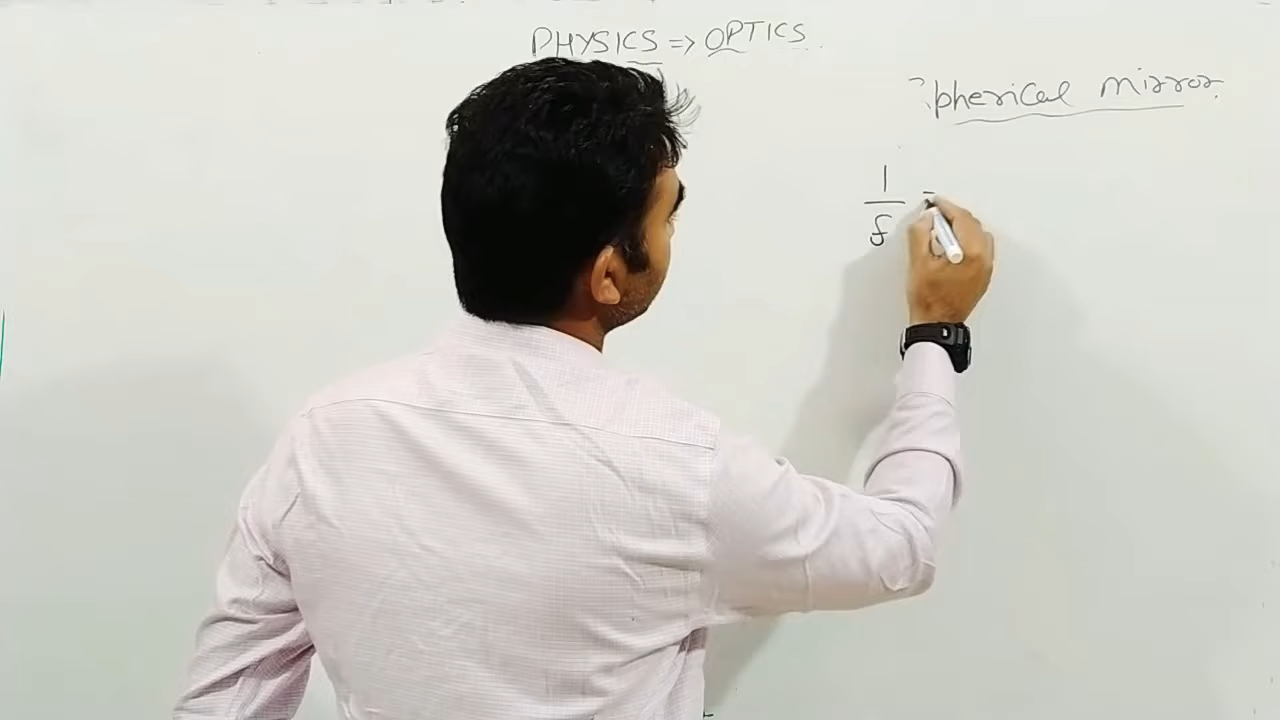 PHYSICS => OPTICS
Spherical Mirror
1/f =